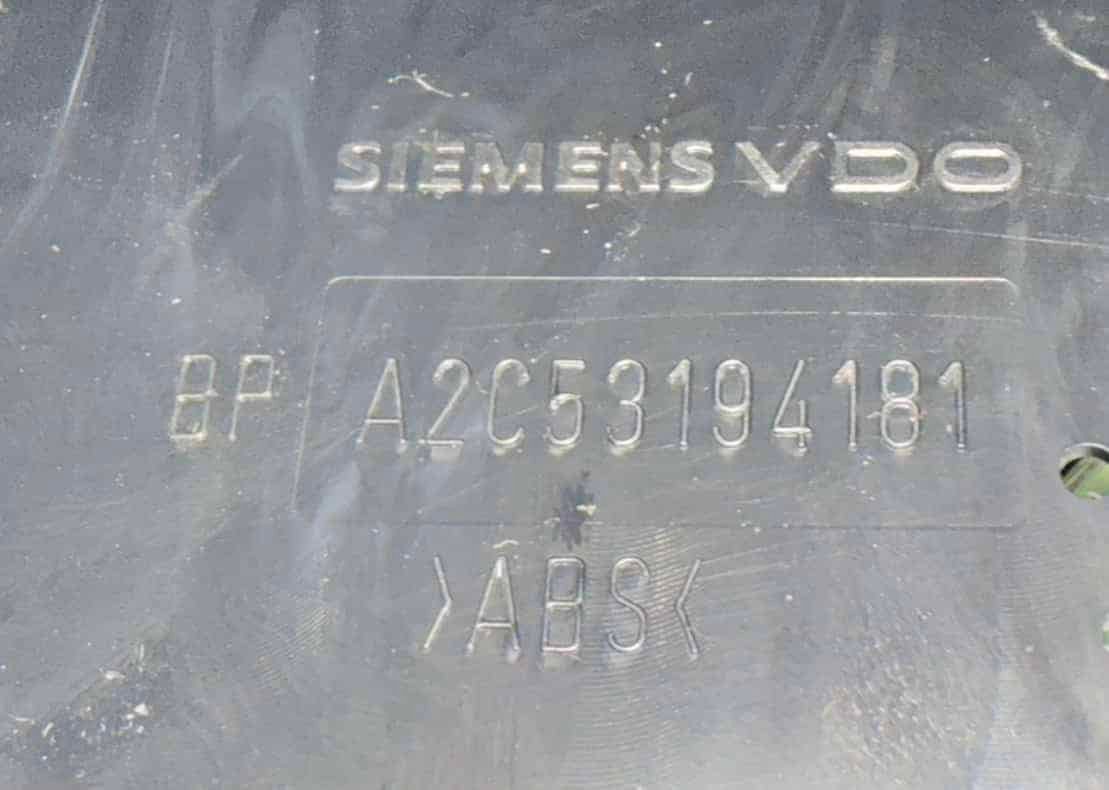 SIEMENS VDO
BP A2C53194181
>ABS<